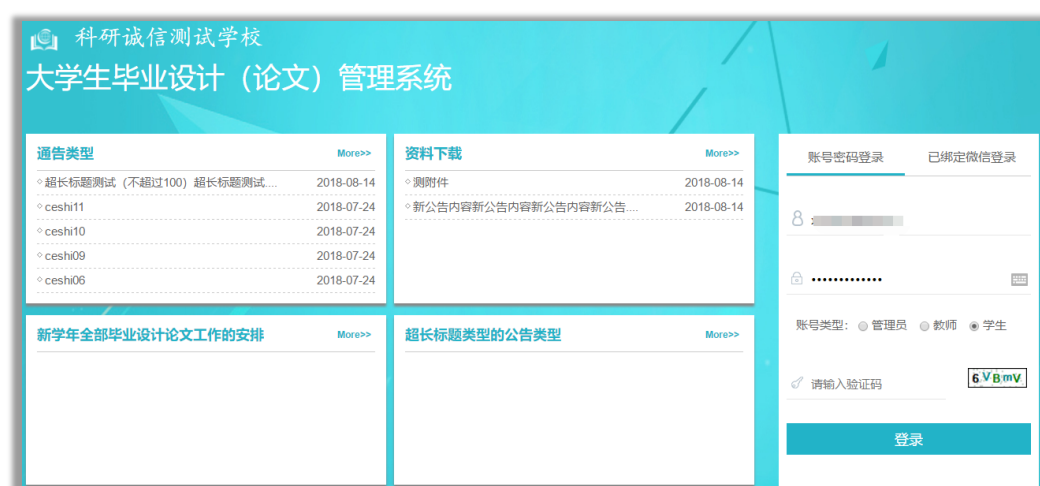 科研诚信测试学校
大学生毕业设计（论文）管理系统
通告类型 More>>
超长标题测试（不超过100）超长标题测试.... 2018-08-14
ceshi11 2018-07-24
ceshi10 2018-07-24
ceshi09 2018-07-24
ceshi06 2018-07-24
资料下载 More>>
测附件 2018-08-14
新公告内容新公告内容新公告内容新公告.... 2018-08-14
新学年全部毕业设计论文工作的安排 More>>
超长标题类型的公告类型 More>>
账号密码登录 已绑定微信登录
•••••••••••••
账号类型： 管理员 教师 学生
请输入验证码 6VBmV
登录